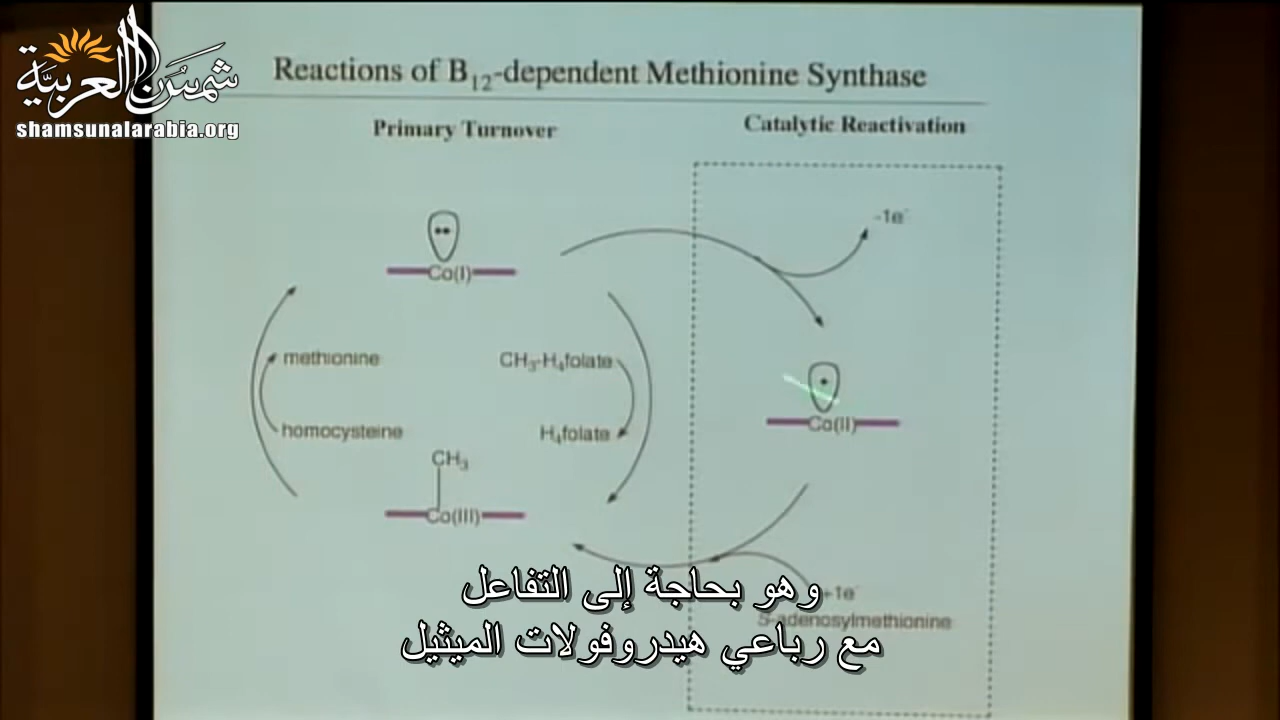 شمس العربية
shamsunalarabia.org
Reactions of B₁₂-dependent Methionine Synthase
Primary Turnover
Catalytic Reactivation
-1e⁻
Co(I)
methionine
CH₃-H₄folate
homocysteine
H₄folate
Co(II)
CH₃
Co(III)
+1e⁻
S-adenosylmethionine
وهو بحاجة إلى التفاعل
مع رباعي هيدروفولات الميثيل